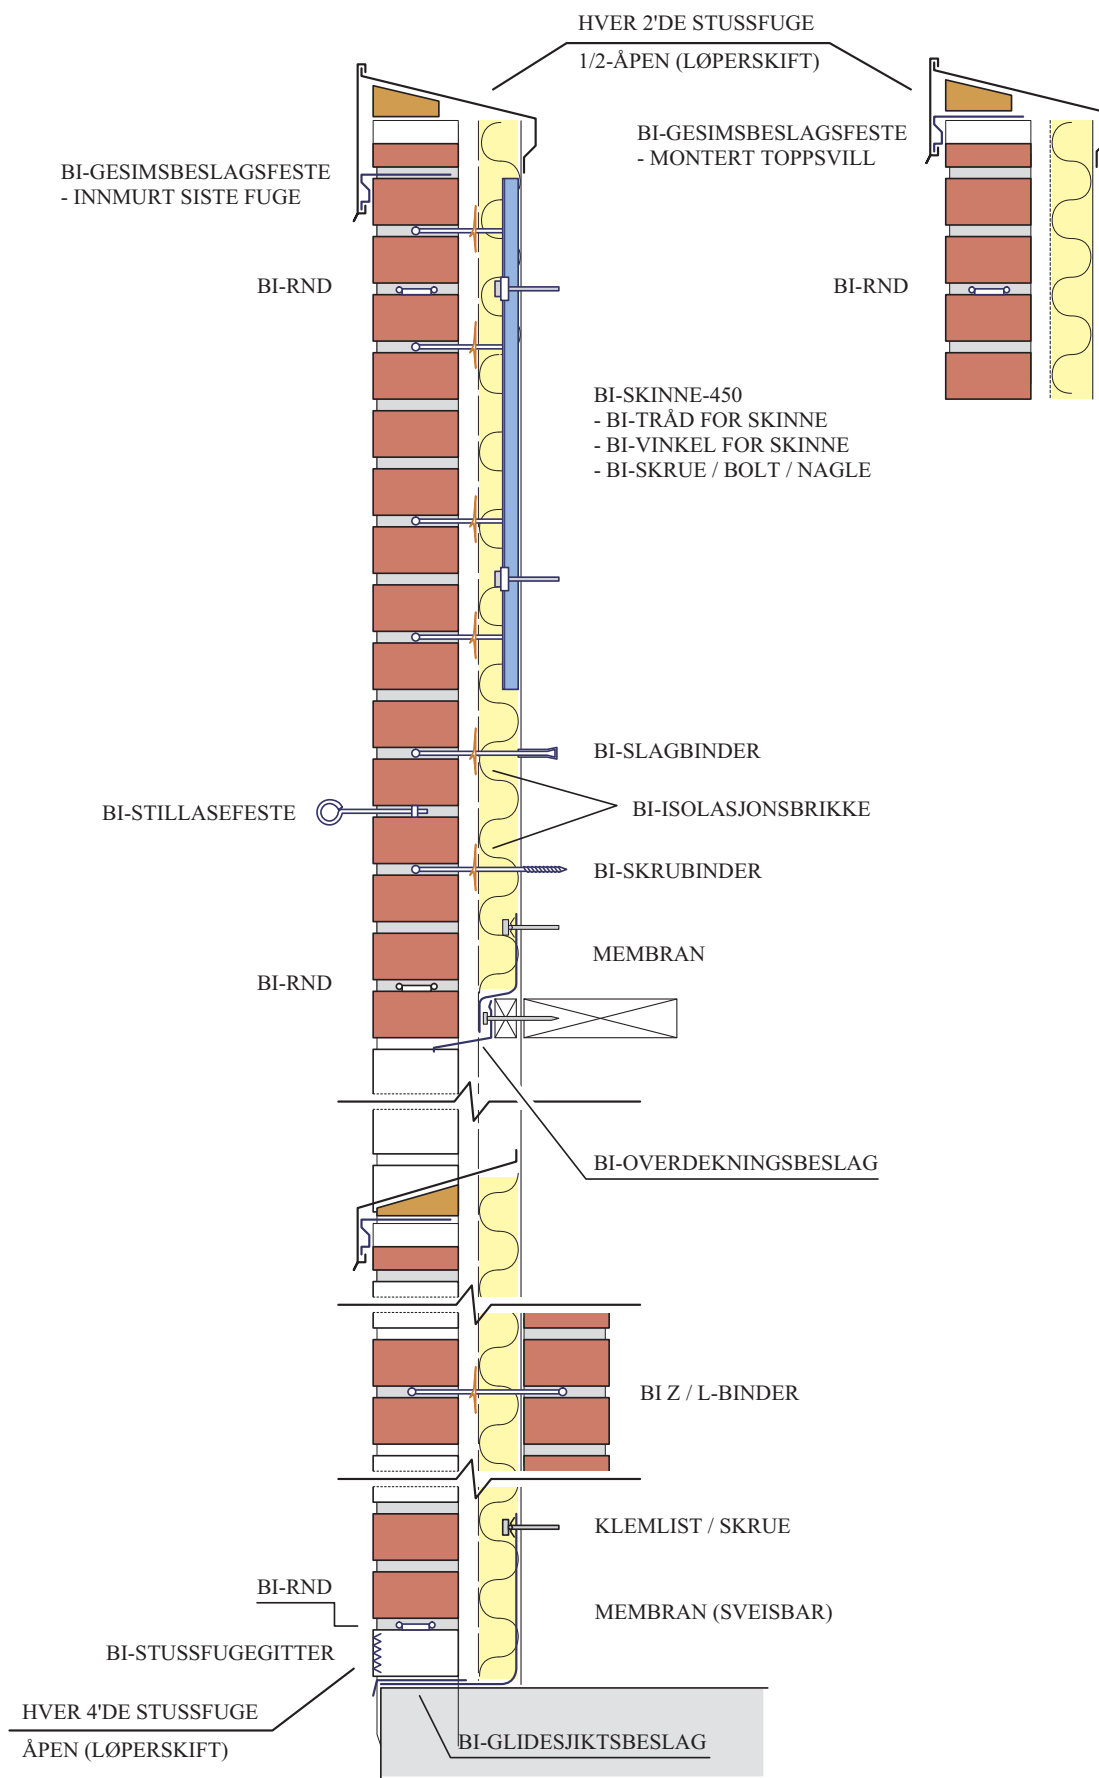 HVER 2'DE STUSSFUGE
1/2-ÅPEN (LØPERSKIFT)
BI-GESIMSBESLAGSFESTE
- MONTERT TOPPSVILL
BI-GESIMSBESLAGSFESTE
- INNMURT SISTE FUGE
BI-RND
BI-RND
BI-SKINNE-450
- BI-TRÅD FOR SKINNE
- BI-VINKEL FOR SKINNE
- BI-SKRUE / BOLT / NAGLE
BI-SLAGBINDER
BI-STILLASEFESTE
BI-ISOLASJONSBRIKKE
BI-SKRUBINDER
MEMBRAN
BI-RND
BI-OVERDEKNINGSBESLAG
BI Z / L-BINDER
KLEMLIST / SKRUE
BI-RND
MEMBRAN (SVEISBAR)
BI-STUSSFUGEGITTER
HVER 4'DE STUSSFUGE
ÅPEN (LØPERSKIFT)
BI-GLIDESJIKTSBESLAG